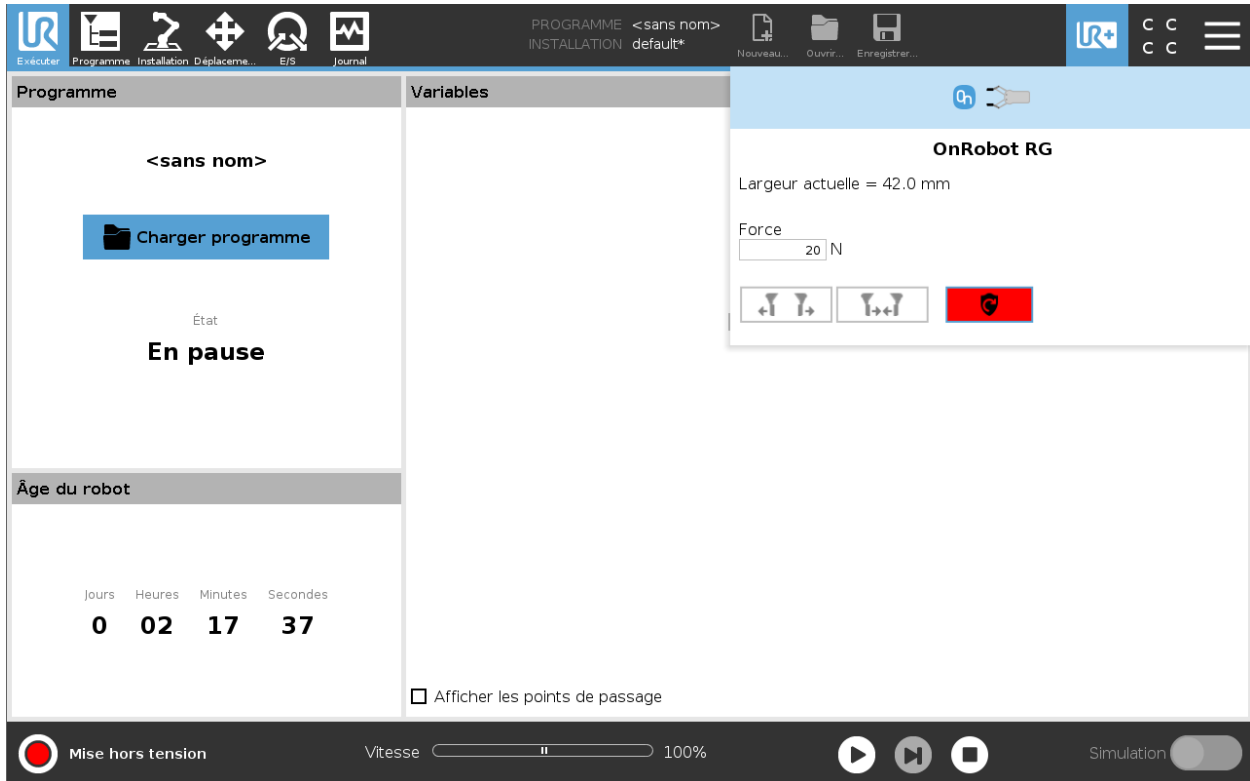 PROGRAMME <sans nom>
INSTALLATION default*
Exécuter Programme Installation Déplaceme... E/S Journal
Nouveau... Ouvrir... Enregistrer...
UR+
C C
C C
Programme
Variables
<sans nom>
Charger programme
État
En pause
OnRobot RG
Largeur actuelle = 42.0 mm
Force
20 N
Âge du robot
Jours Heures Minutes Secondes
0 02 17 37
Afficher les points de passage
Mise hors tension
Vitesse 100%
Simulation